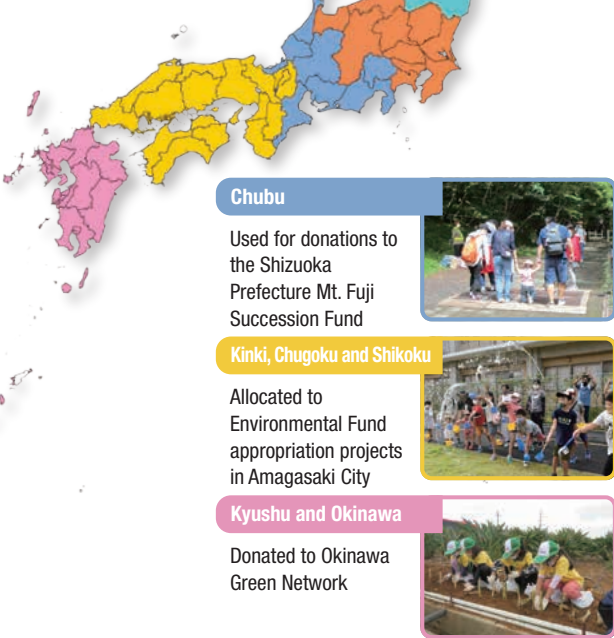 Chubu
Used for donations to
the Shizuoka
Prefecture Mt. Fuji
Succession Fund
Kinki, Chugoku and Shikoku
Allocated to
Environmental Fund
appropriation projects
in Amagasaki City
Kyushu and Okinawa
Donated to Okinawa
Green Network